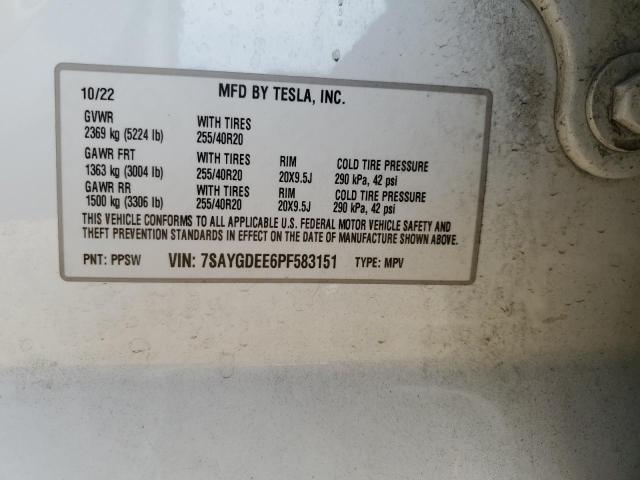 10/22 MFD BY TESLA, INC.
GVWR WITH TIRES
2369 kg (5224 lb) 255/40R20
GAWR FRT WITH TIRES RIM COLD TIRE PRESSURE
1363 kg (3004 lb) 255/40R20 20X9.5J 290 kPa, 42 psi
GAWR RR WITH TIRES RIM COLD TIRE PRESSURE
1500 kg (3306 lb) 255/40R20 20X9.5J 290 kPa, 42 psi
THIS VEHICLE CONFORMS TO ALL APPLICABLE U.S. FEDERAL MOTOR VEHICLE SAFETY AND
THEFT PREVENTION STANDARDS IN EFFECT ON THE DATE OF MANUFACTURE SHOWN ABOVE.
PNT: PPSW VIN: 7SAYGDEE6PF583151 TYPE: MPV